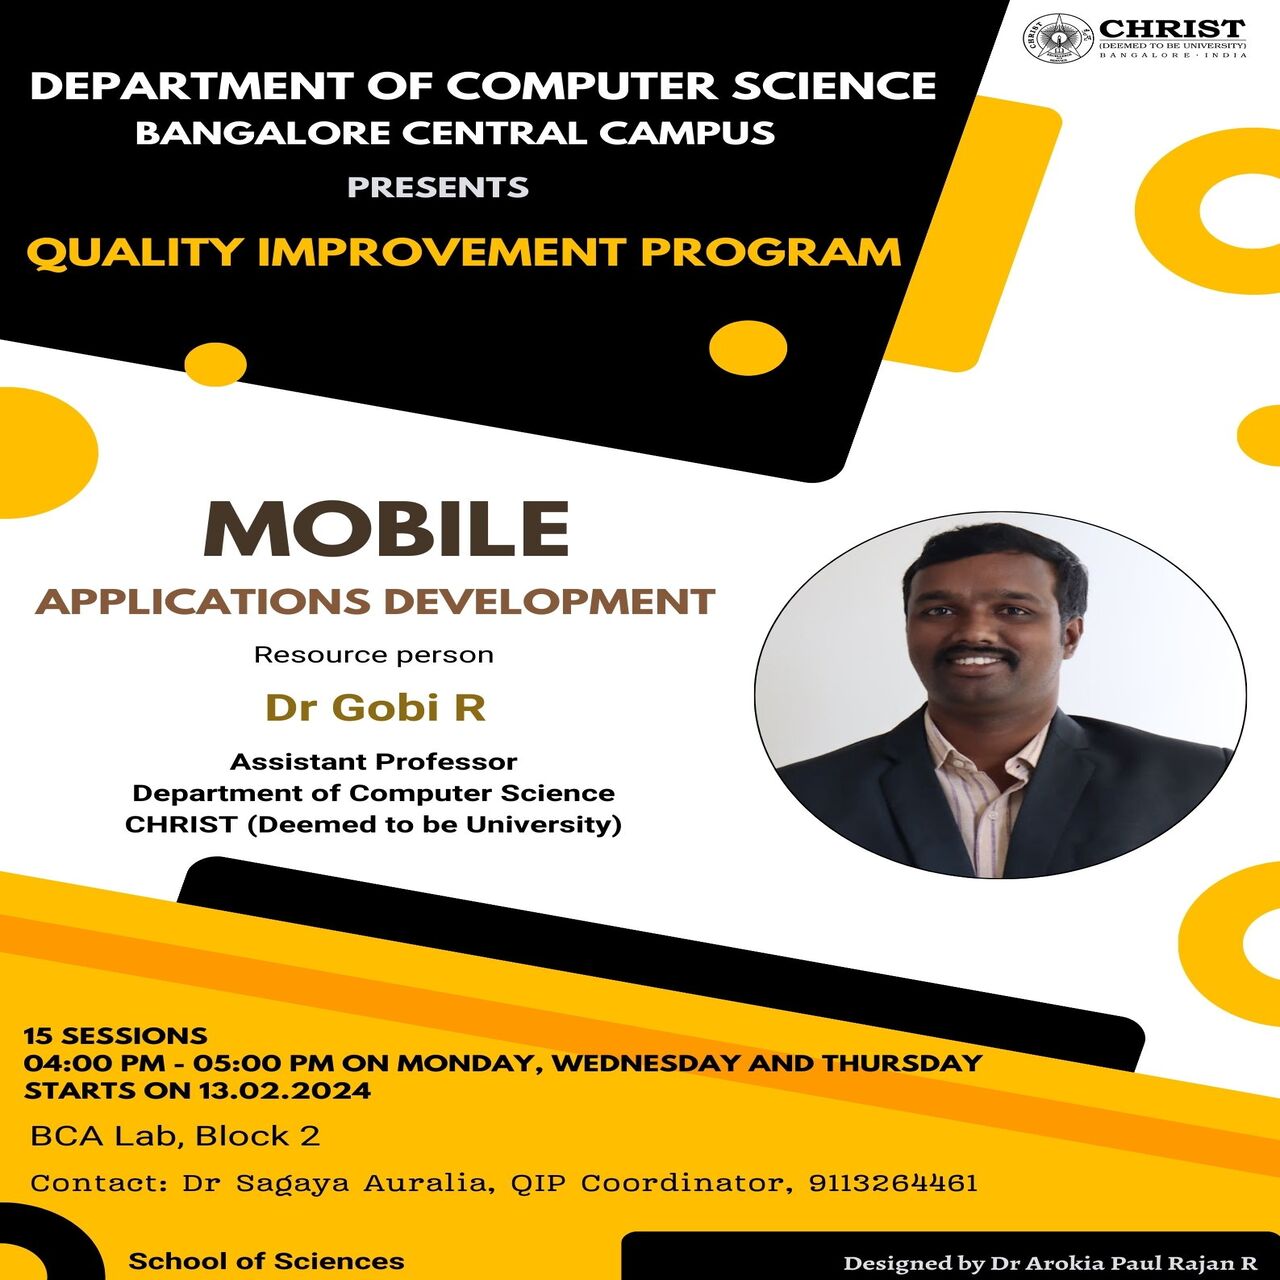 CHRIST
(DEEMED TO BE UNIVERSITY)
BANGALORE · INDIA
DEPARTMENT OF COMPUTER SCIENCE
BANGALORE CENTRAL CAMPUS
PRESENTS
QUALITY IMPROVEMENT PROGRAM
MOBILE
APPLICATIONS DEVELOPMENT
Resource person
Dr Gobi R
Assistant Professor
Department of Computer Science
CHRIST (Deemed to be University)
15 SESSIONS
04:00 PM - 05:00 PM ON MONDAY, WEDNESDAY AND THURSDAY
STARTS ON 13.02.2024
BCA Lab, Block 2
Contact: Dr Sagaya Auralia, QIP Coordinator, 9113264461
School of Sciences
Designed by Dr Arokia Paul Rajan R